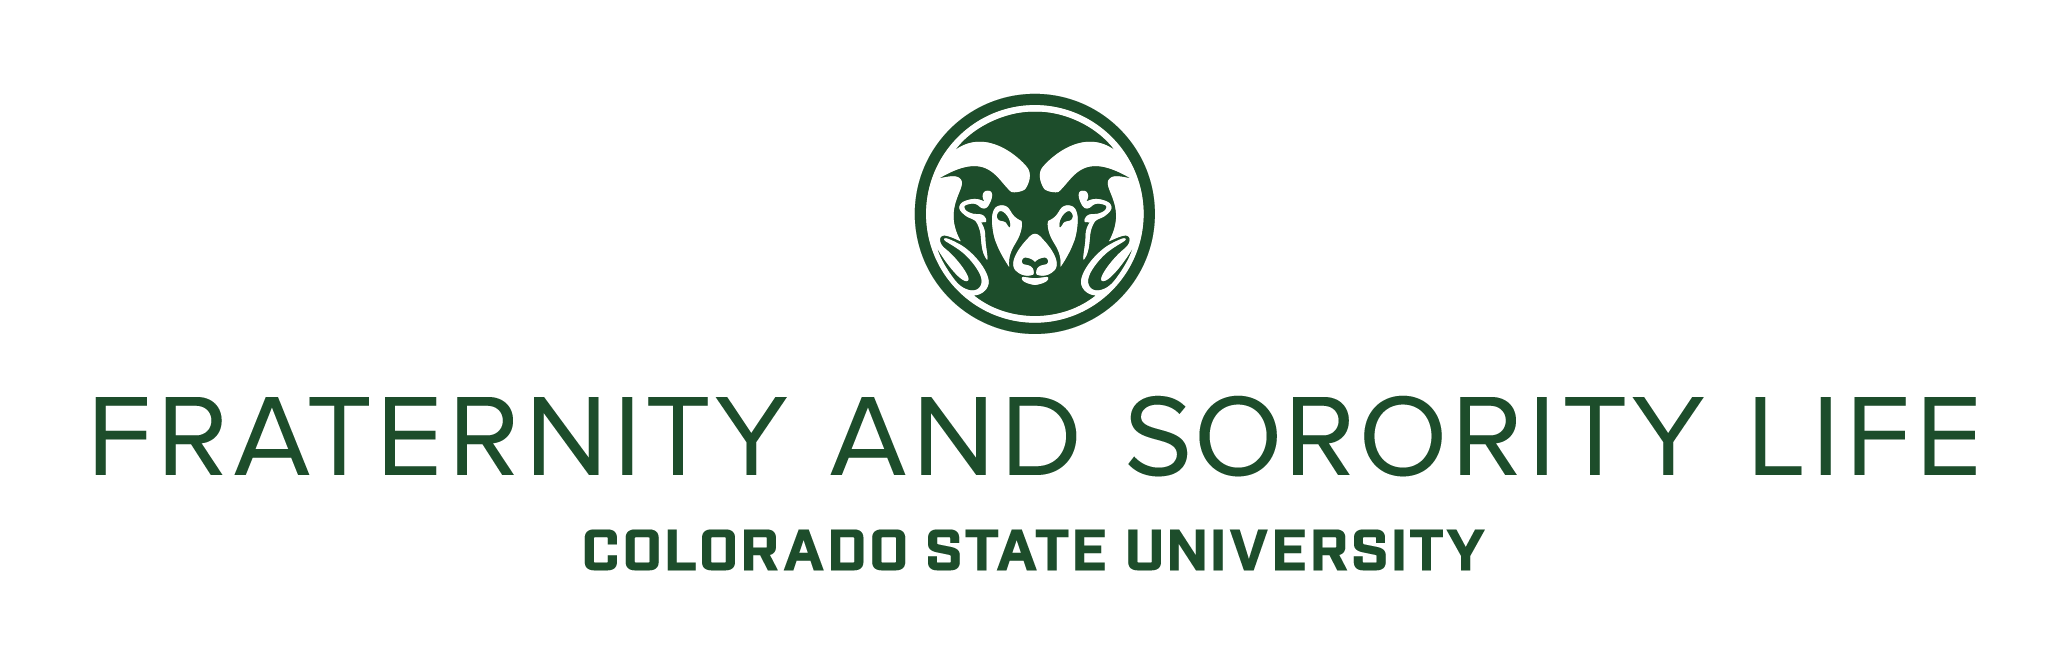 FRATERNITY AND SORORITY LIFE
COLORADO STATE UNIVERSITY